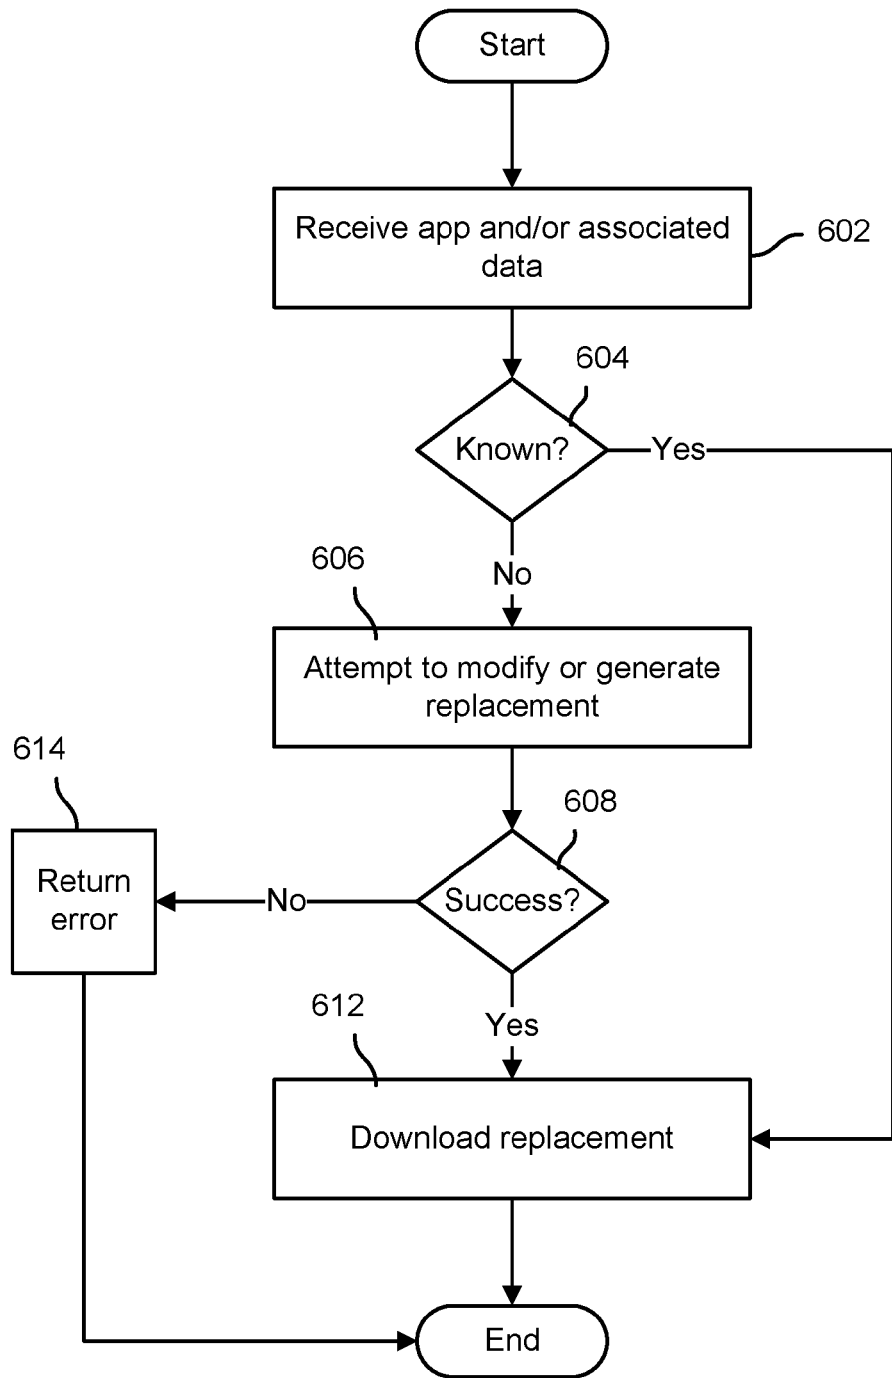 Start
Receive app and/or associated
data
602
604
Known?
Yes
No
606
Attempt to modify or generate
replacement
614
608
Return
error
No
Success?
Yes
612
Download replacement
End